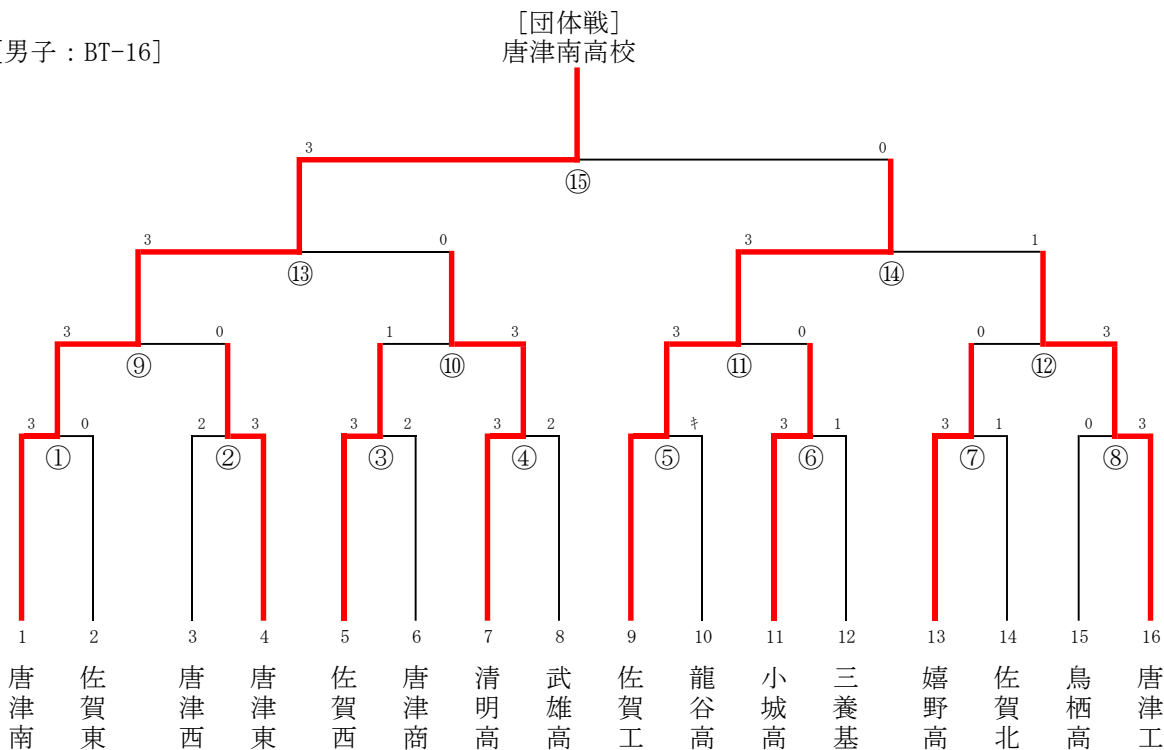 [団体戦]
男子：BT-16]
唐津南高校
3 0
⑮
3 0 3 1
⑬ ⑭
3 0 1 3 3 0 0 3
⑨ ⑩ ⑪ ⑫
3 0 2 3 3 2 3 2 ｷ 3 1 3 1 0 3
① ② ③ ④ ⑤ ⑥ ⑦ ⑧
1 2 3 4 5 6 7 8 9 10 11 12 13 14 15 16
唐津南
佐賀東
唐津西
唐津東
佐賀西
唐津商
清明高
武雄高
佐賀工
龍谷高
小城高
三養基
嬉野高
佐賀北
鳥栖高
唐津工